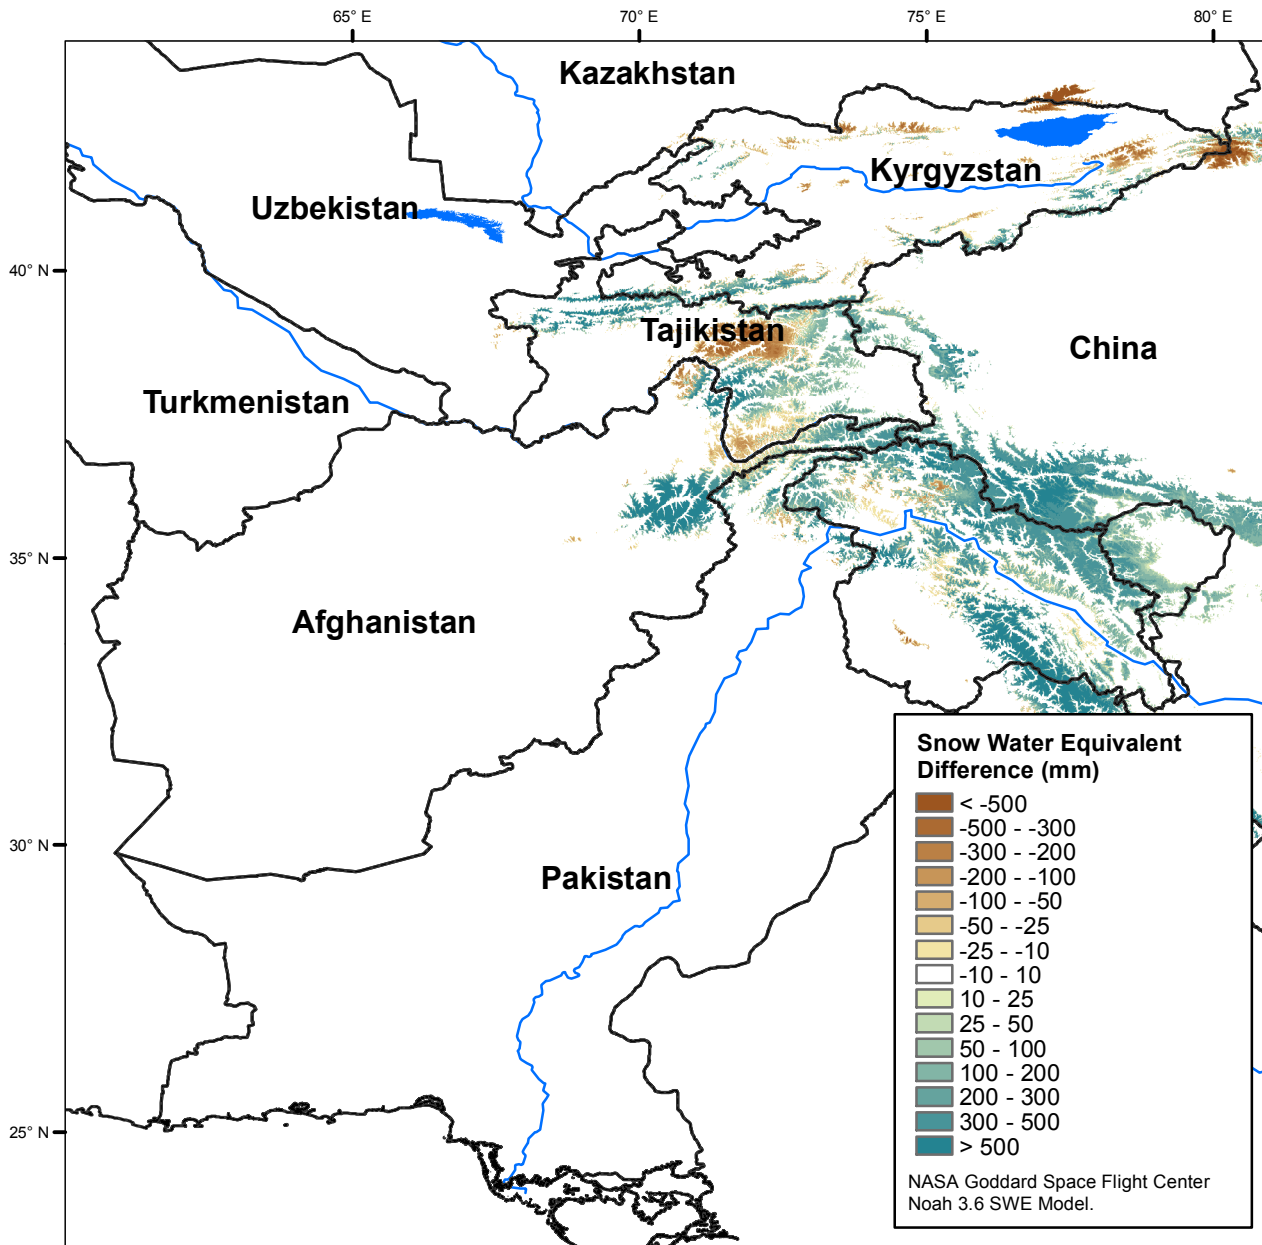 65° E
70° E
75° E
80° E
Kazakhstan
Kyrgyzstan
Uzbekistan
40° N
Tajikistan
China
Turkmenistan
35° N
Afghanistan
30° N
Pakistan
25° N
Snow Water Equivalent
Difference (mm)
< -500
-500 - -300
-300 - -200
-200 - -100
-100 - -50
-50 - -25
-25 - -10
-10 - 10
10 - 25
25 - 50
50 - 100
100 - 200
200 - 300
300 - 500
> 500
NASA Goddard Space Flight Center
Noah 3.6 SWE Model.